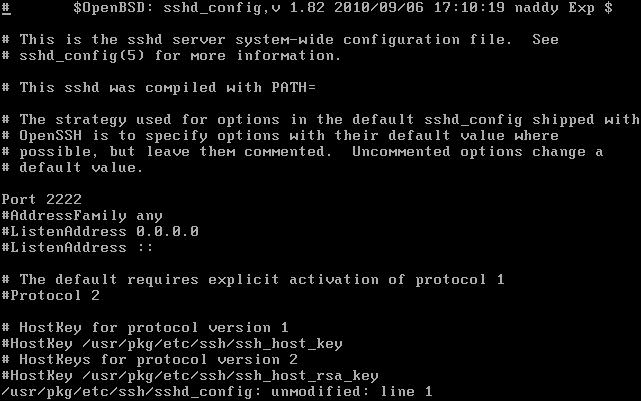 #       $OpenBSD: sshd_config,v 1.82 2010/09/06 17:10:19 naddy Exp $

# This is the sshd server system-wide configuration file.  See
# sshd_config(5) for more information.

# This sshd was compiled with PATH=

# The strategy used for options in the default sshd_config shipped with
# OpenSSH is to specify options with their default value where
# possible, but leave them commented.  Uncommented options change a
# default value.

Port 2222
#AddressFamily any
#ListenAddress 0.0.0.0
#ListenAddress ::

# The default requires explicit activation of protocol 1
#Protocol 2

# HostKey for protocol version 1
#HostKey /usr/pkg/etc/ssh/ssh_host_key
# HostKeys for protocol version 2
#HostKey /usr/pkg/etc/ssh/ssh_host_rsa_key
/usr/pkg/etc/ssh/sshd_config: unmodified: line 1